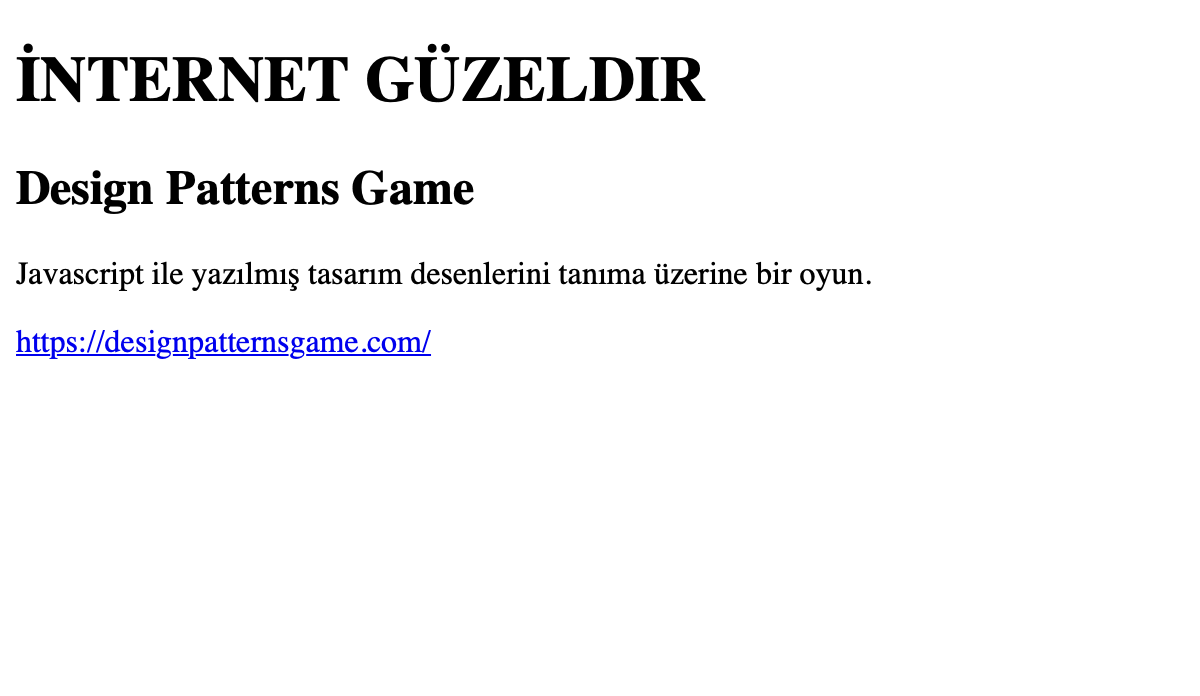 İNTERNET GÜZELDIR
Design Patterns Game
Javascript ile yazılmış tasarım desenlerini tanıma üzerine bir oyun.
https://designpatternsgame.com/